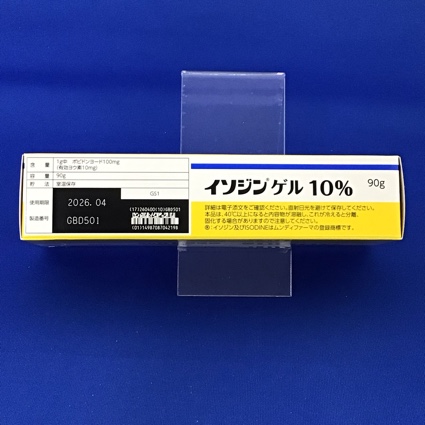 含　量　1g中　ポビドンヨード100mg
(有効ヨウ素10mg)
容　量　90g
貯　法　室温保存
使用期限　2026.04
製造番号　GBD501
GS1
(17)260400(10)GBD501
(01)14987087042198
イソジン®ゲル 10%　90g
詳細は電子添文をご確認ください。直射日光を避けて保存してください。
本品は、40℃以上になると内容物が溶融し、これが冷えると分離、
固化する場合がありますので注意してください。
®：イソジン及びISODINEはムンディファーマの登録商標です。